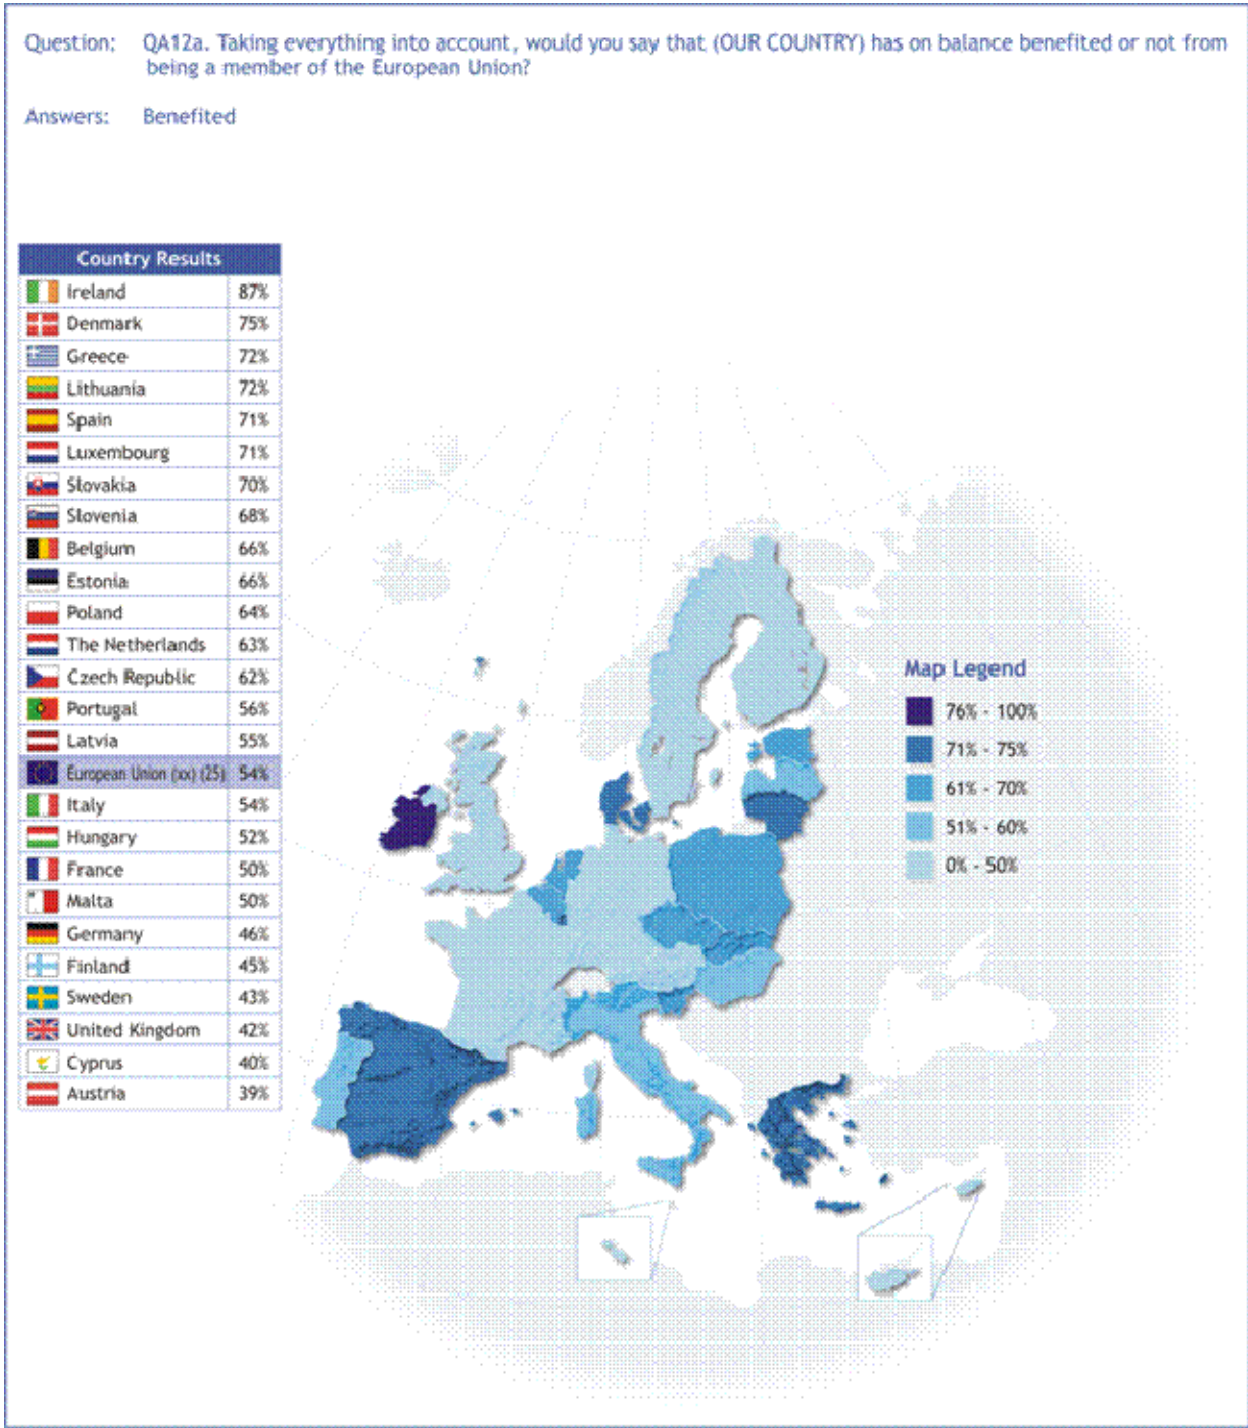 Question: QA12a. Taking everything into account, would you say that (OUR COUNTRY) has on balance benefited or not from
being a member of the European Union?
Answers: Benefited
Country Results
Ireland 87%
Denmark 75%
Greece 72%
Lithuania 72%
Spain 71%
Luxembourg 71%
Slovakia 70%
Slovenia 68%
Belgium 66%
Estonia 66%
Poland 64%
The Netherlands 63%
Czech Republic 62%
Portugal 56%
Latvia 55%
European Union (xx) (25) 54%
Italy 54%
Hungary 52%
France 50%
Malta 50%
Germany 46%
Finland 45%
Sweden 43%
United Kingdom 42%
Cyprus 40%
Austria 39%
Map Legend
76% - 100%
71% - 75%
61% - 70%
51% - 60%
0% - 50%